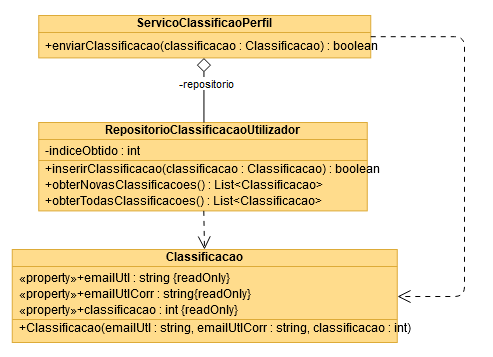 ServicoClassificaoPerfil
+enviarClassificacao(classificacao : Classificacao) : boolean
-repositorio
RepositorioClassificacaoUtilizador
-indiceObtido : int
+inserirClassificacao(classificacao : Classificacao) : boolean
+obterNovasClassificacoes() : List<Classificacao>
+obterTodasClassificacoes() : List<Classificacao>
Classificacao
«property»+emailUtl : string {readOnly}
«property»+emailUtlCorr : string{readOnly}
«property»+classificacao : int {readOnly}
+Classificacao(emailUtl : string, emailUtlCorr : string, classificacao : int)